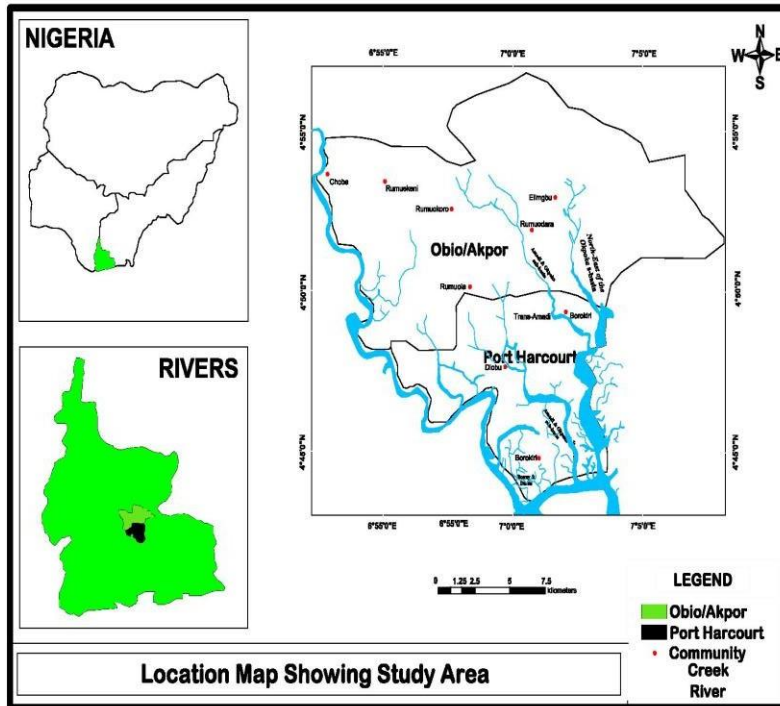 NIGERIA
RIVERS
N
W E
S
6°55'0"E 7°0'0"E 7°5'0"E
4°55'0"N
4°50'0"N
4°45'0"N
4°55'0"N
4°50'0"N
4°45'0"N
Choba
Rumuekeni
Rumuokoro
Elimgbu
Rumuodara
Obio/Akpor
North-East of the
Rumuola
Trans-Amadi
Borokiri
Port Harcourt
Diobu
Borokiri
6°55'0"E 6°55'0"E 7°0'0"E 7°5'0"E
0 1.25 2.5 5 7.5
kilometers
LEGEND
Obio/Akpor
Port Harcourt
Community
Creek
River
Location Map Showing Study Area